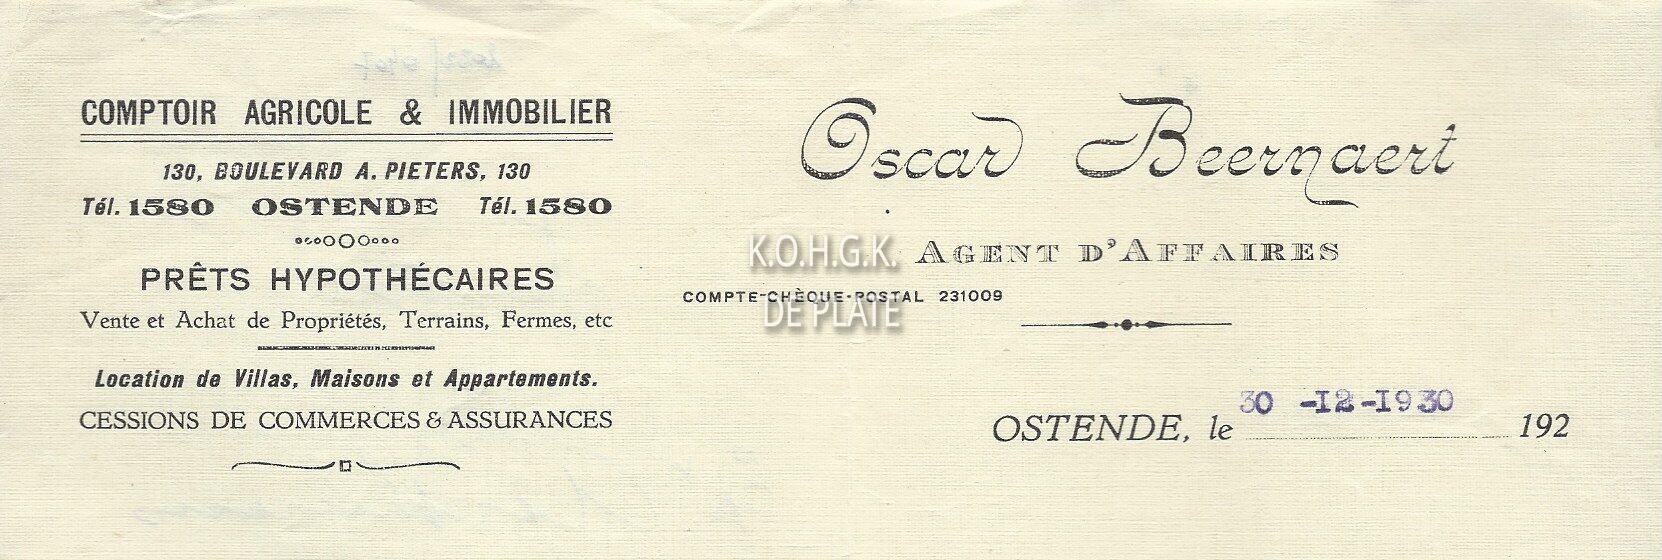 COMPTOIR AGRICOLE & IMMOBILIER
130, BOULEVARD A. PIETERS, 130
Tél. 1580 OSTENDE Tél. 1580
PRÊTS HYPOTHÉCAIRES
Vente et Achat de Propriétés, Terrains, Fermes, etc
Location de Villas, Maisons et Appartements.
CESSIONS DE COMMERCES & ASSURANCES
Oscar Beernaert
AGENT D'AFFAIRES
COMPTE-CHÈQUE-POSTAL 231009
K.O.H.G.K.
DE PLATE
30 -12-1930
OSTENDE, le 192